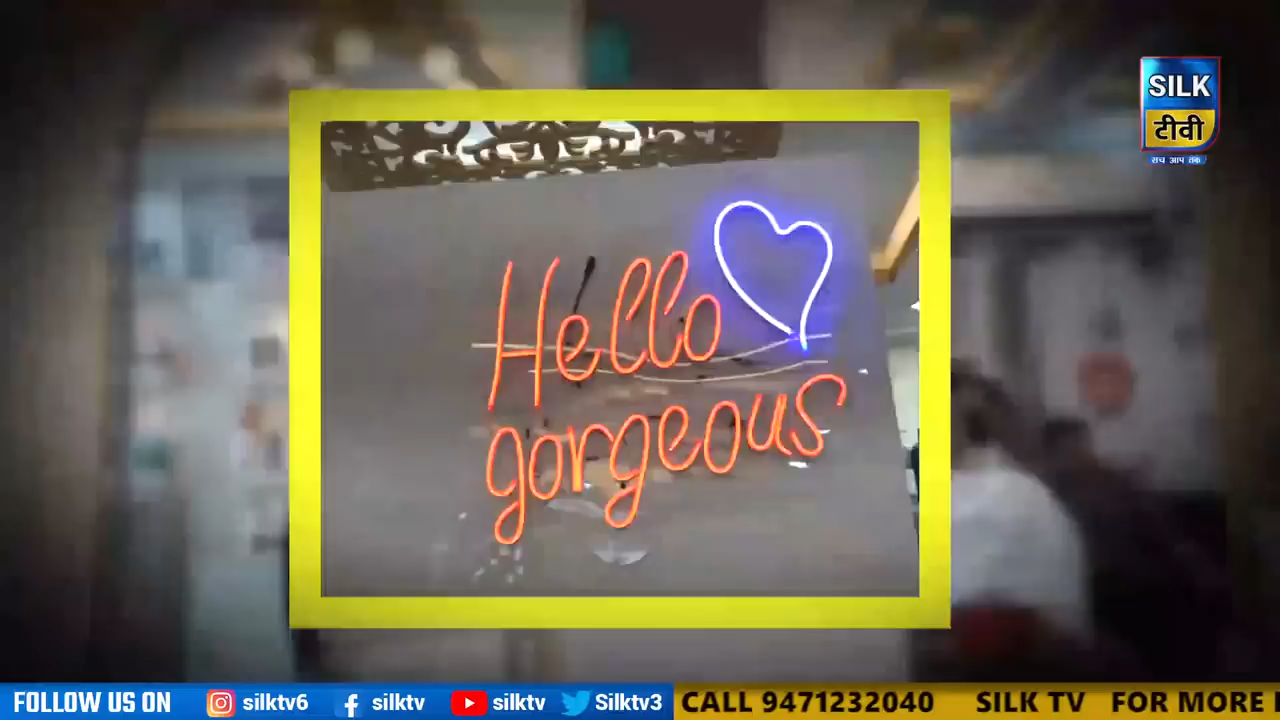 SILK
टीवी
सच आप तक
Hello
gorgeous
FOLLOW US ON silktv6 silktv silktv Silktv3 CALL 9471232040 SILK TV FOR MORE